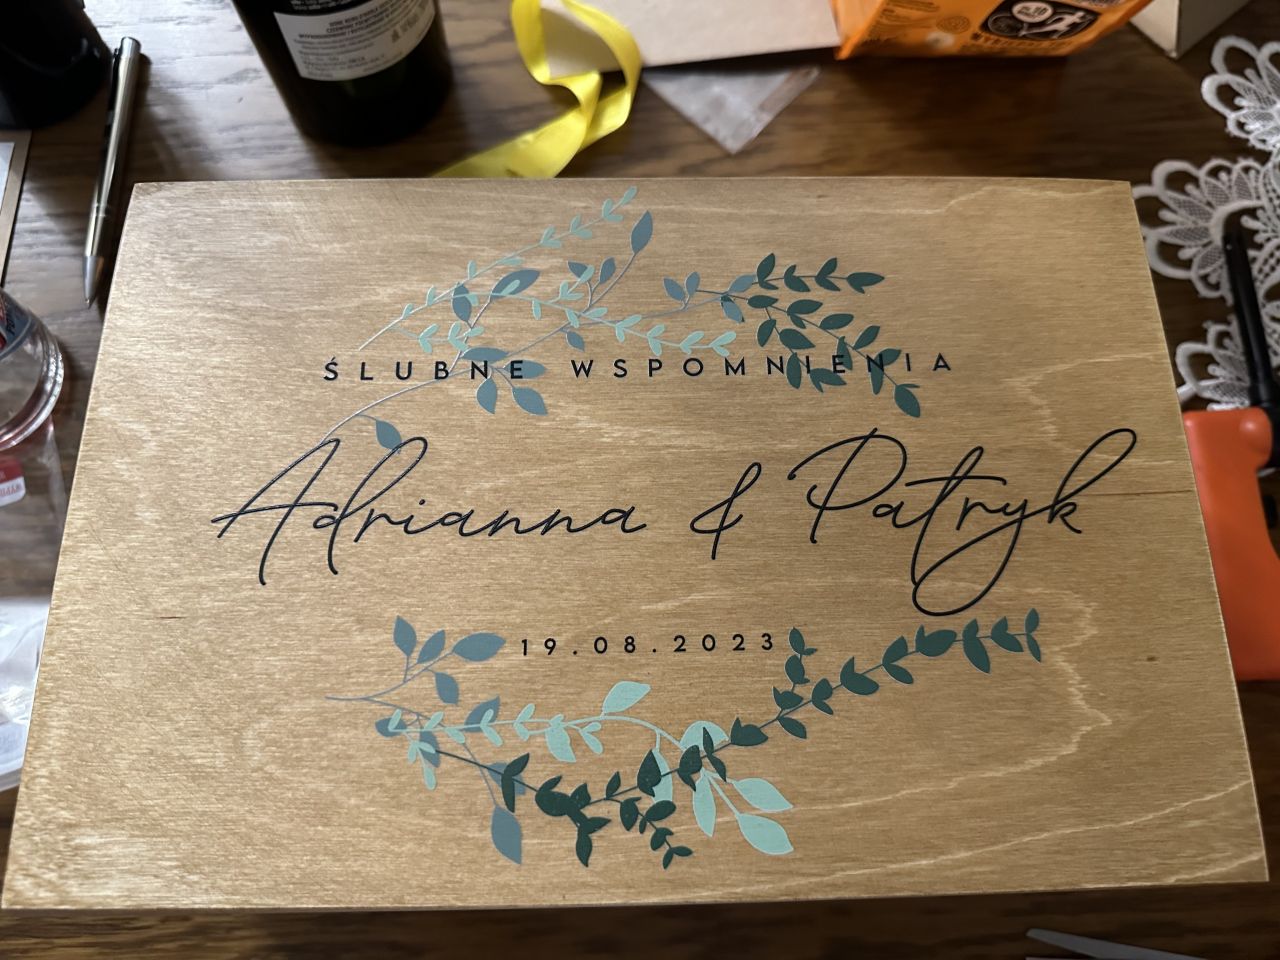 ŚLUBNE WSPOMNIENIA
Adrianna & Patryk
19.08.2023